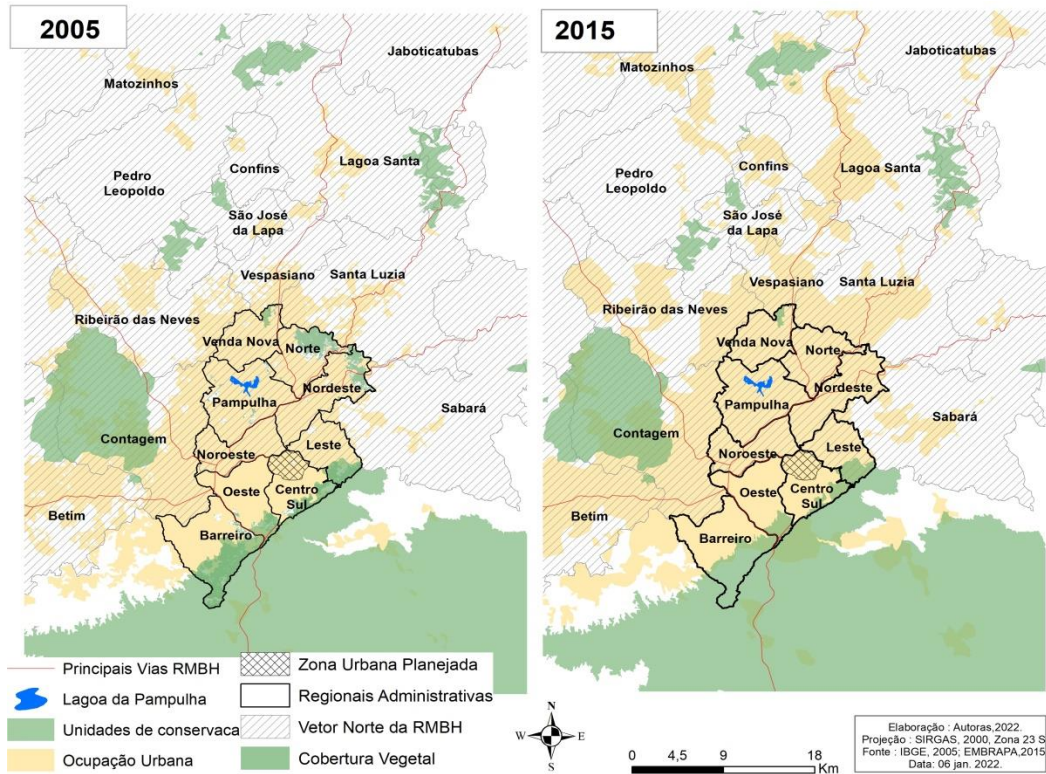 2005
Jaboticatubas
Matozinhos
Confins
Lagoa Santa
Pedro
Leopoldo
São José
da Lapa
Vespasiano
Santa Luzia
Ribeirão das Neves
Venda Nova
Norte
Nordeste
Pampulha
Sabará
Contagem
Leste
Noroeste
Oeste
Centro
Sul
Betim
Barreiro
2015
Jaboticatubas
Matozinhos
Confins
Lagoa Santa
Pedro
Leopoldo
São José
da Lapa
Vespasiano
Santa Luzia
Ribeirão das Neves
Venda Nova
Norte
Nordeste
Pampulha
Sabará
Contagem
Leste
Noroeste
Oeste
Centro
Sul
Betim
Barreiro
Principais Vias RMBH
Lagoa da Pampulha
Unidades de conservaca
Ocupação Urbana
Zona Urbana Planejada
Regionais Administrativas
Vetor Norte da RMBH
Cobertura Vegetal
N
W E
S
0 4,5 9 18
Km
Elaboração : Autoras,2022.
Projeção : SIRGAS, 2000, Zona 23 S
Fonte : IBGE, 2005; EMBRAPA,2015
Data: 06 jan. 2022.